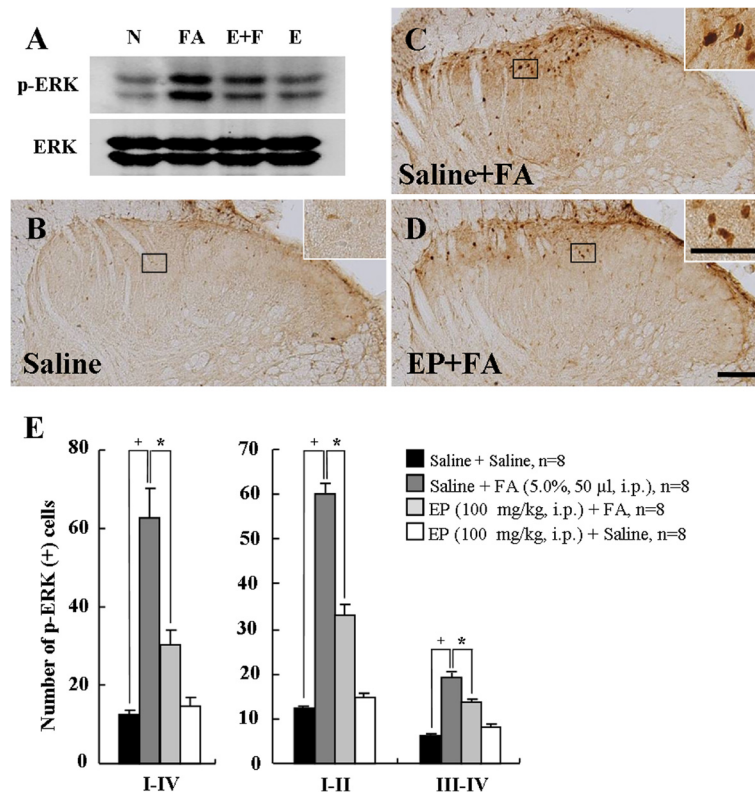 A
N FA E+F E
p-ERK
ERK
C
Saline+FA
B
Saline
D
EP+FA
E
Number of p-ERK (+) cells
80
60
40
20
0
+ *
I-IV
70
60
50
40
30
20
10
0
+ *
I-II
+ *
III-IV
Saline + Saline, n=8
Saline + FA (5.0%, 50 µl, i.p.), n=8
EP (100 mg/kg, i.p.) + FA, n=8
EP (100 mg/kg, i.p.) + Saline, n=8